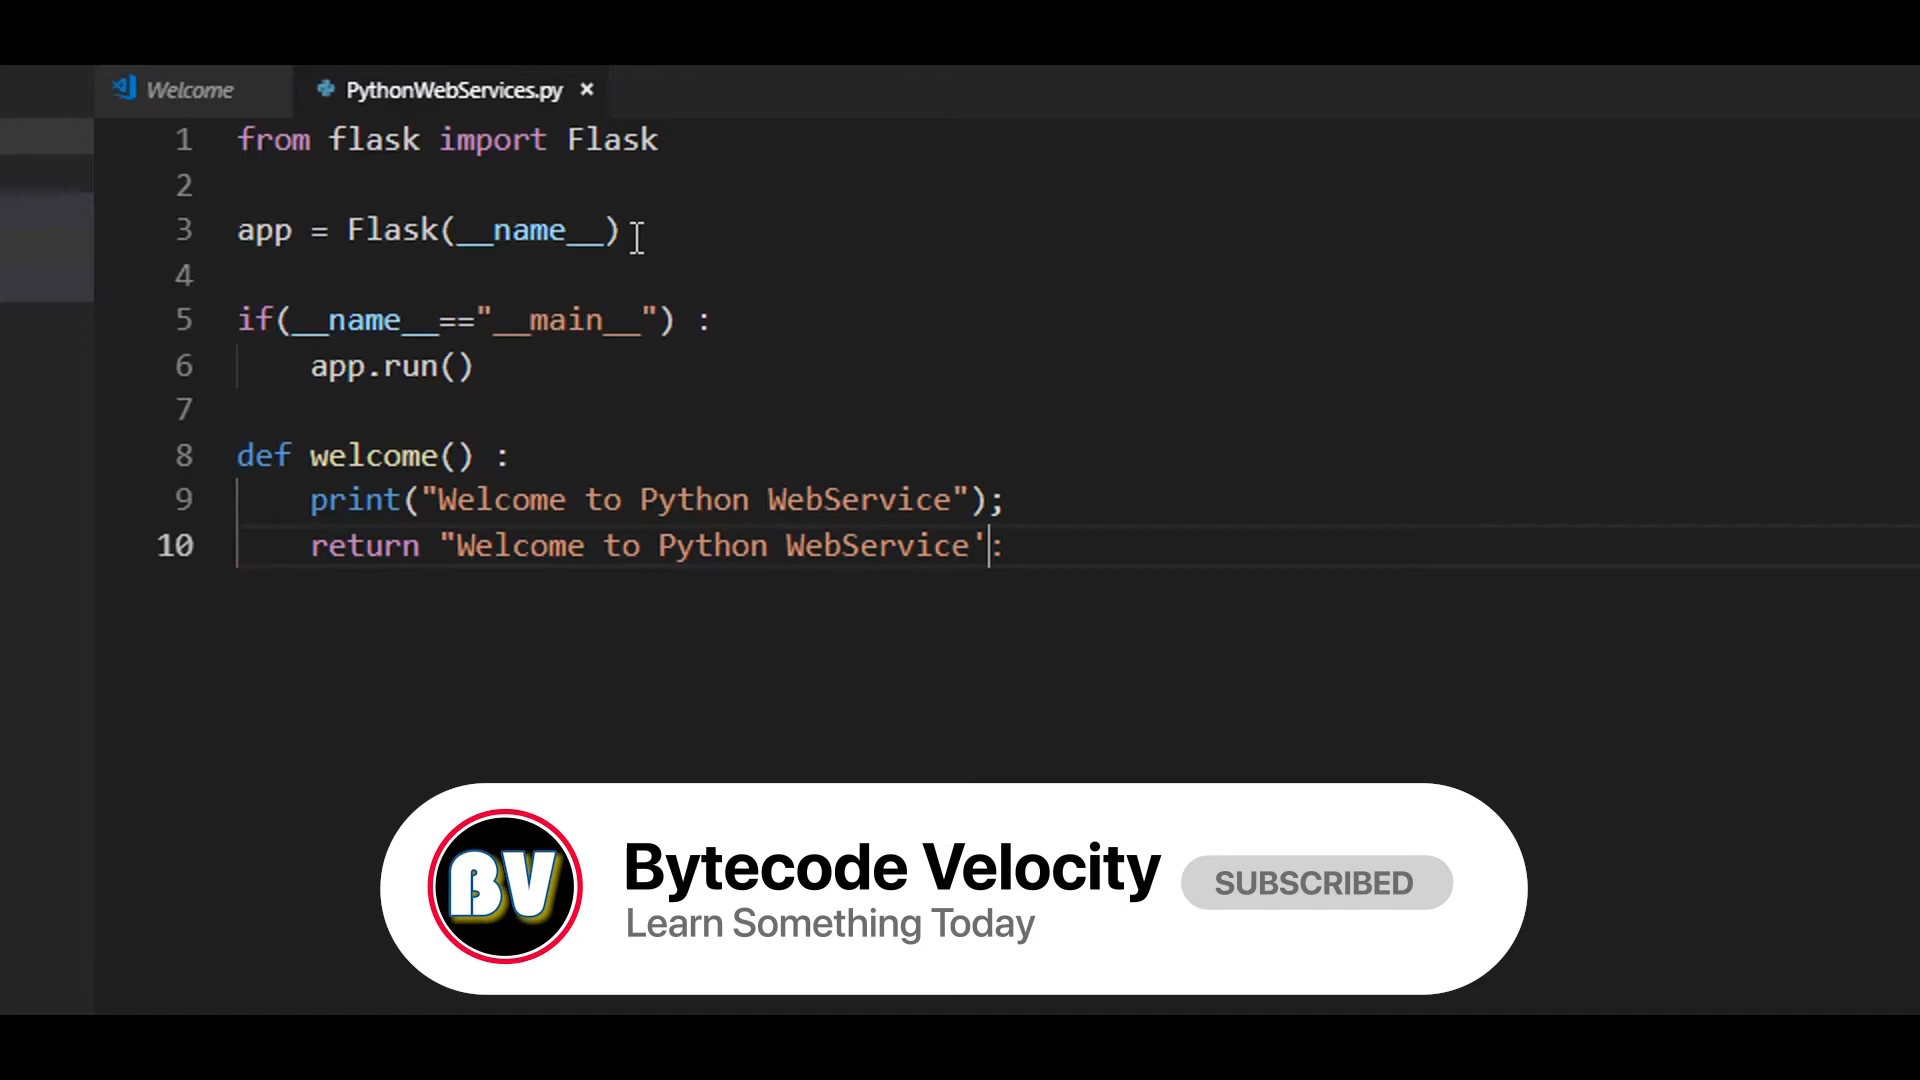 Welcome PythonWebServices.py ×
1 from flask import Flask
2
3 app = Flask(__name__)
4
5 if(__name__=="__main__") :
6     app.run()
7
8 def welcome() :
9     print("Welcome to Python WebService");
10     return "Welcome to Python WebService':
BV
Bytecode Velocity
SUBSCRIBED
Learn Something Today